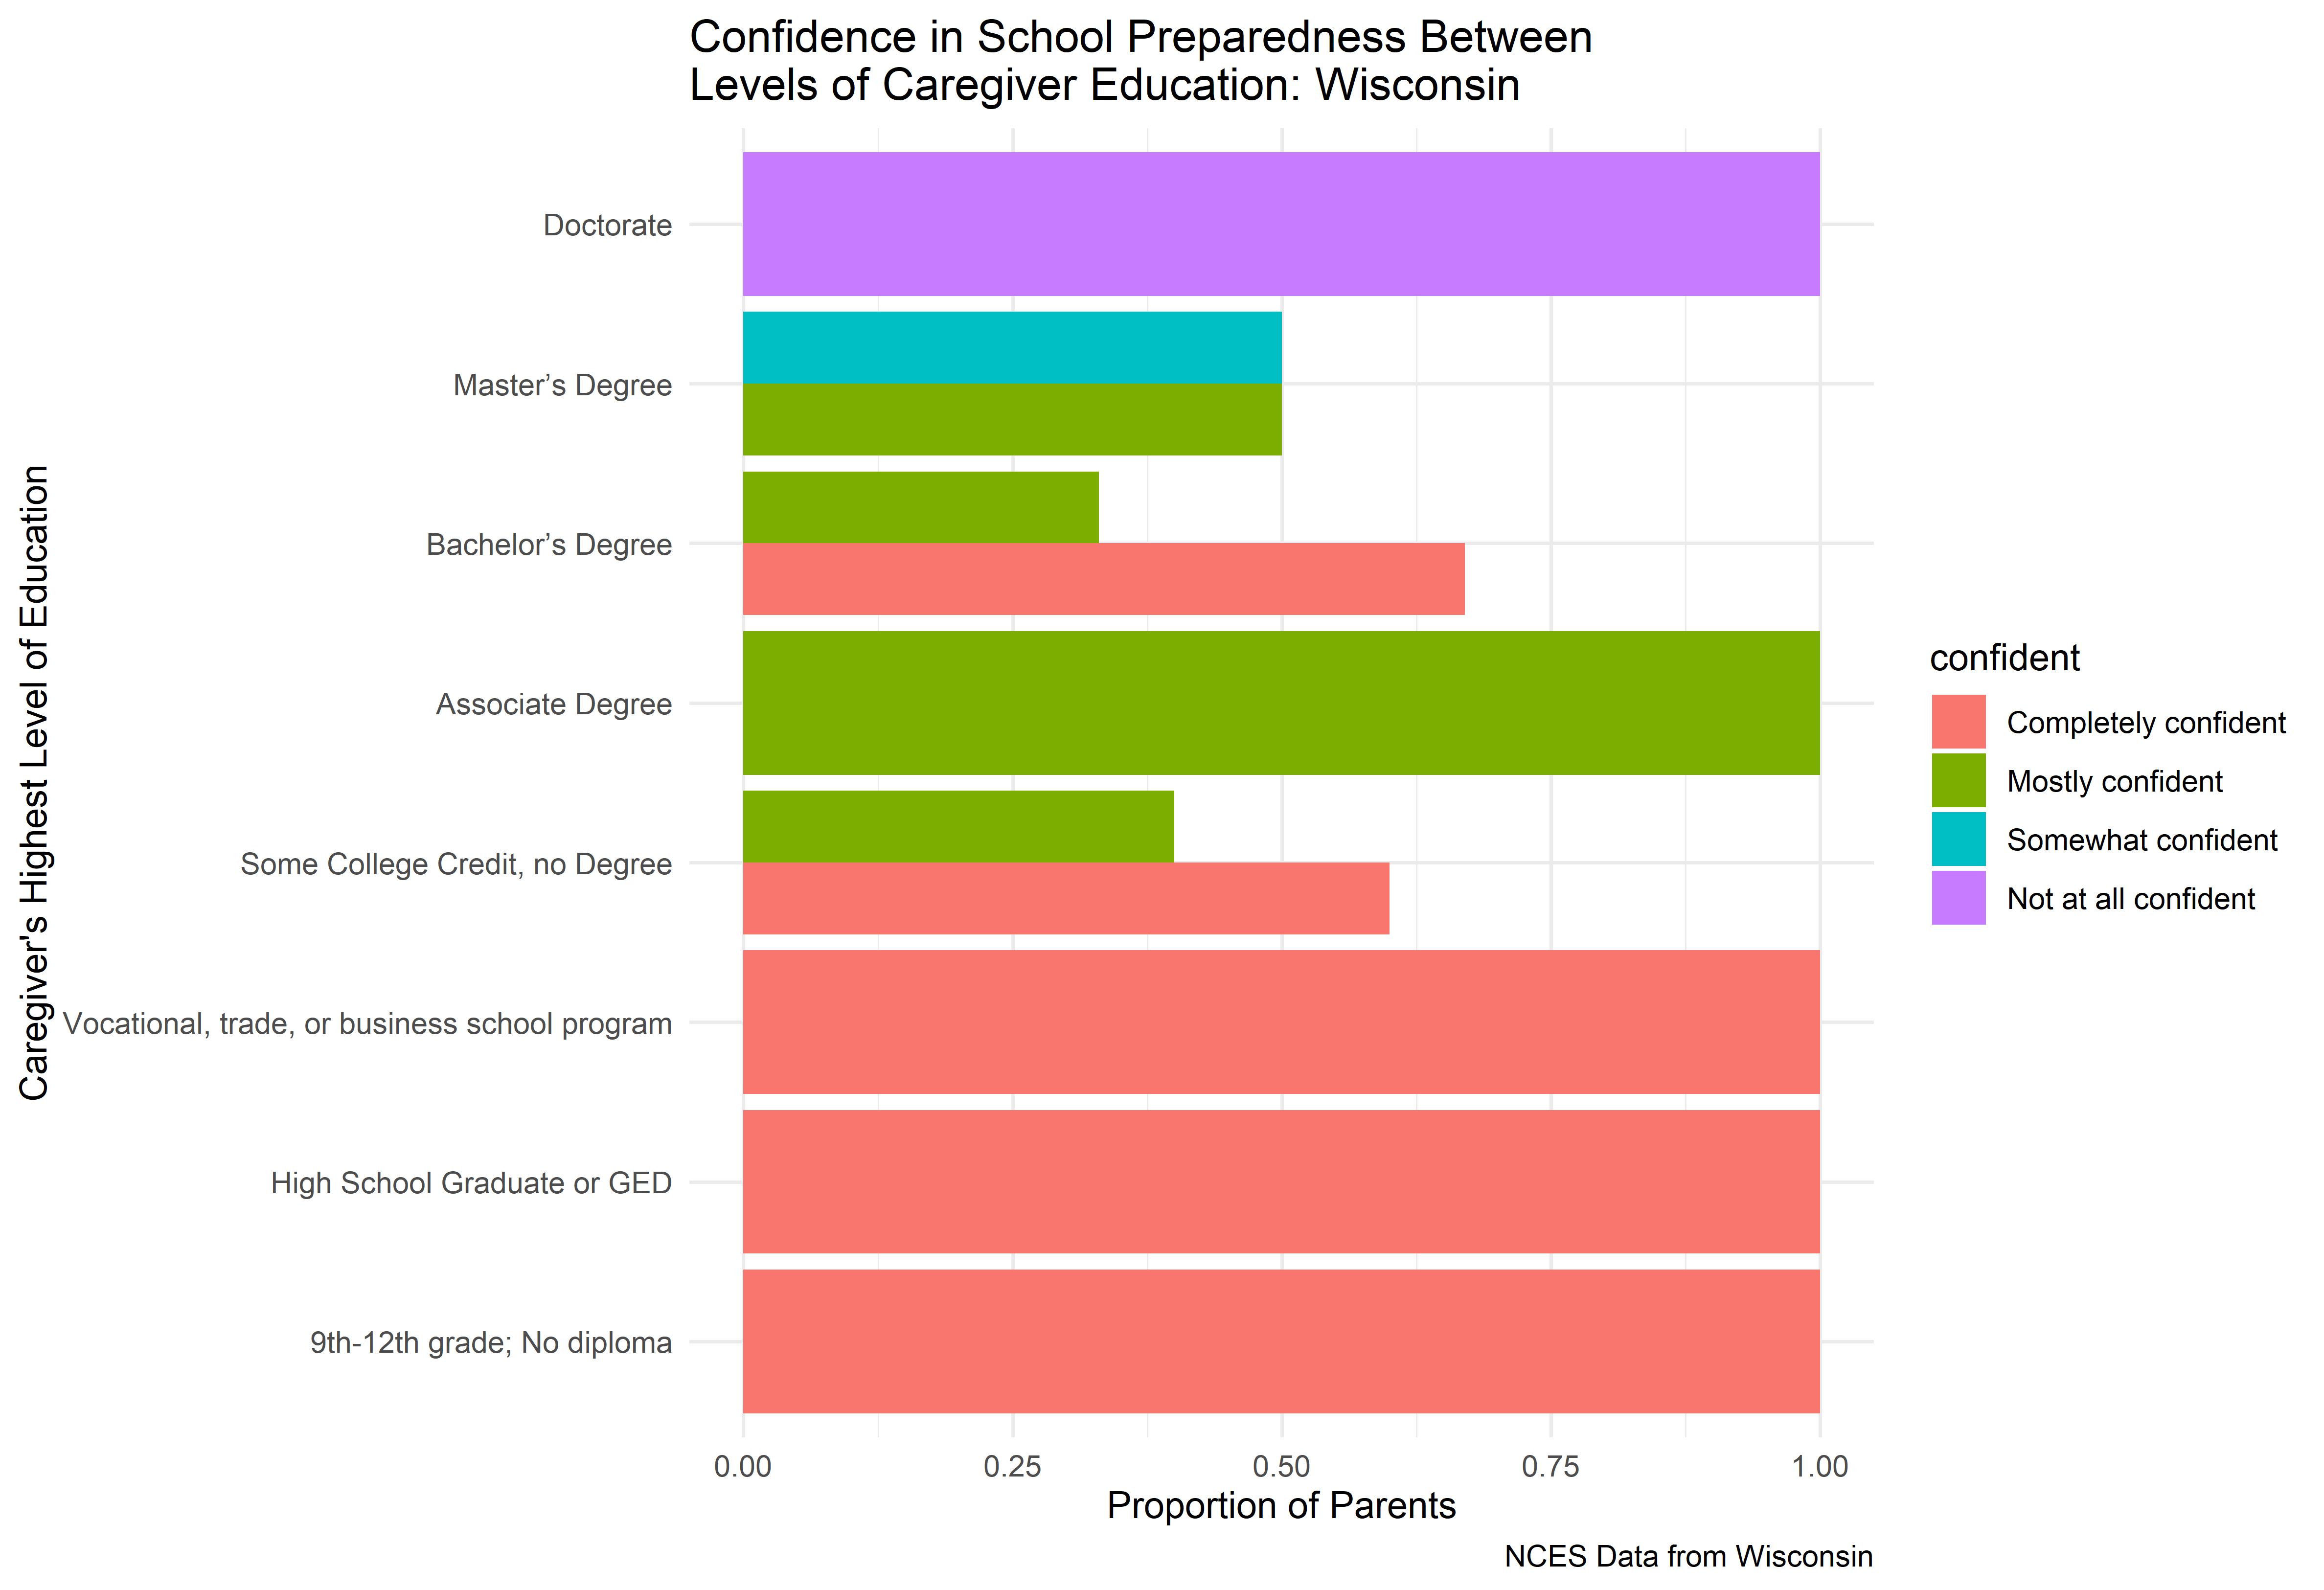 Confidence in School Preparedness Between
Levels of Caregiver Education: Wisconsin
Caregiver's Highest Level of Education
Doctorate
Master’s Degree
Bachelor’s Degree
Associate Degree
Some College Credit, no Degree
Vocational, trade, or business school program
High School Graduate or GED
9th-12th grade; No diploma
0.00 0.25 0.50 0.75 1.00
Proportion of Parents
confident
Completely confident
Mostly confident
Somewhat confident
Not at all confident
NCES Data from Wisconsin